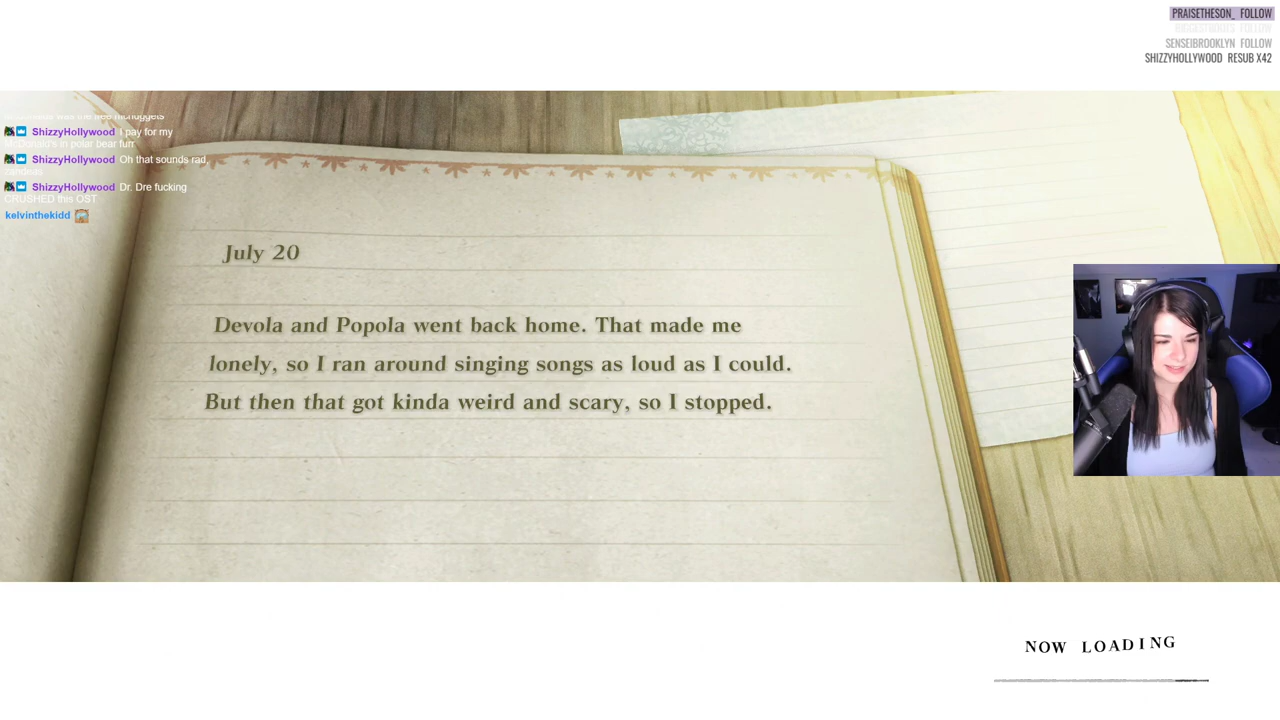 PRAISETHESON_ FOLLOW
SENSEIBROOKLYN FOLLOW
SHIZZYHOLLYWOOD RESUB X42
ShizzyHollywood I pay for my
McDonald's in polar bear furr
ShizzyHollywood Oh that sounds rad,
ShizzyHollywood Dr. Dre fucking
CRUSHED this OST
kelvinthekidd
July 20
Devola and Popola went back home. That made me
lonely, so I ran around singing songs as loud as I could.
But then that got kinda weird and scary, so I stopped.
NOW LOADING